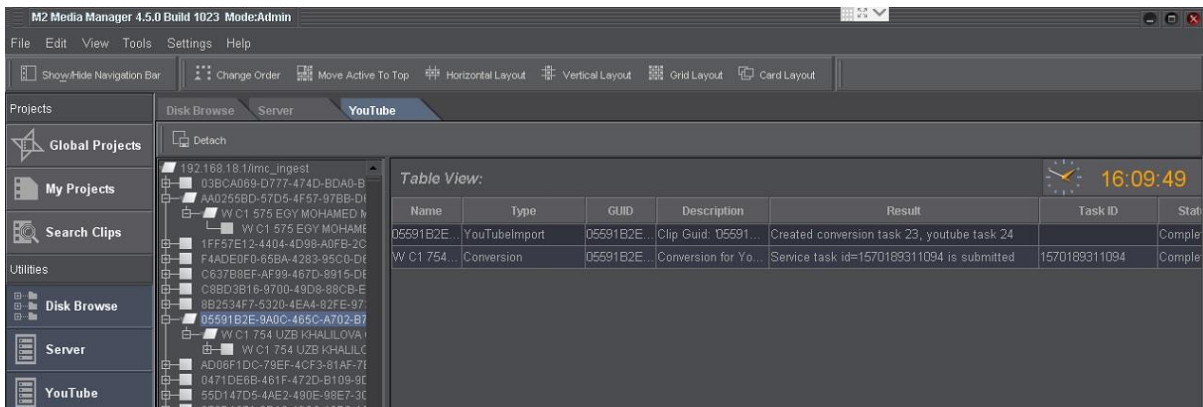 M2 Media Manager 4.5.0 Build 1023 Mode:Admin
File Edit View Tools Settings Help
Show/Hide Navigation Bar Change Order Move Active To Top Horizontal Layout Vertical Layout Grid Layout Card Layout
Projects Disk Browse Server YouTube
Global Projects Detach
192.168.18.1/imc_ingest
03BCA069-D777-474D-BDA0-B Table View: 16:09:49
My Projects AA0255BD-57D5-4F57-97BB-D
W C1 575 EGY MOHAMED M Name Type GUID Description Result Task ID Stat
Search Clips W C1 575 EGY MOHAME 05591B2E... YouTubeImport 05591B2E... Clip Guid: '05591... Created conversion task 23, youtube task 24 Comple
1FF57E12-4404-4D98-A0FB-2C
F4ADE0F0-65BA-4283-95C0-D W C1 754... Conversion 05591B2E... Conversion for Yo... Service task id=1570189311094 is submitted 1570189311094 Comple
Utilities C637B8EF-AF99-467D-8915-D
C8BD3B16-9700-49D8-88CB-E
Disk Browse 8B2534F7-5320-4EA4-82FE-97
05591B2E-9A0C-465C-A702-B7
W C1 754 UZB KHALILOVA
Server W C1 754 UZB KHALILO
AD06F1DC-79EF-4CF3-81AF-7
0471DE6B-461F-472D-B109-9
YouTube 55D147D5-4AE2-490E-98E7-3